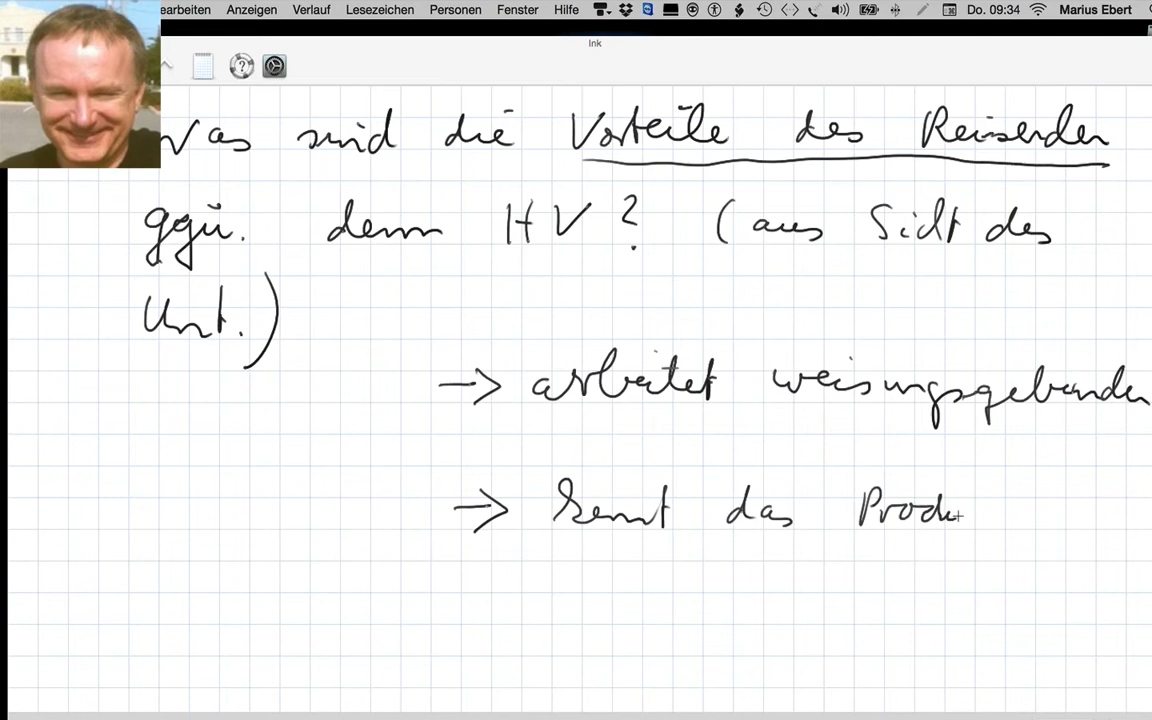 earbeiten Anzeigen Verlauf Lesezeichen Personen Fenster Hilfe Do. 09:34 Marius Ebert
Ink
Was sind die Vorteile des Reisenden
ggü. dem HV? (aus Sicht des
Unt.)
-> arbeitet weisungsgebunden
-> kennt das Produ